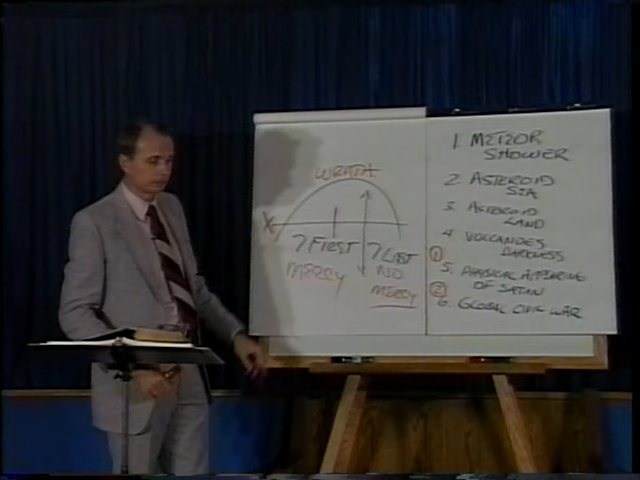 WRATH
X
7 FIRST
MERCY
7 LAST
NO
MERCY
1 METEOR
SHOWER
2. ASTEROID
SEA
3. ASTEROID
LAND
4 VOLCANOES
DARKNESS
①
5. PHYSICAL APPEARING
OF SATAN
②
6. GLOBAL CIVIL WAR